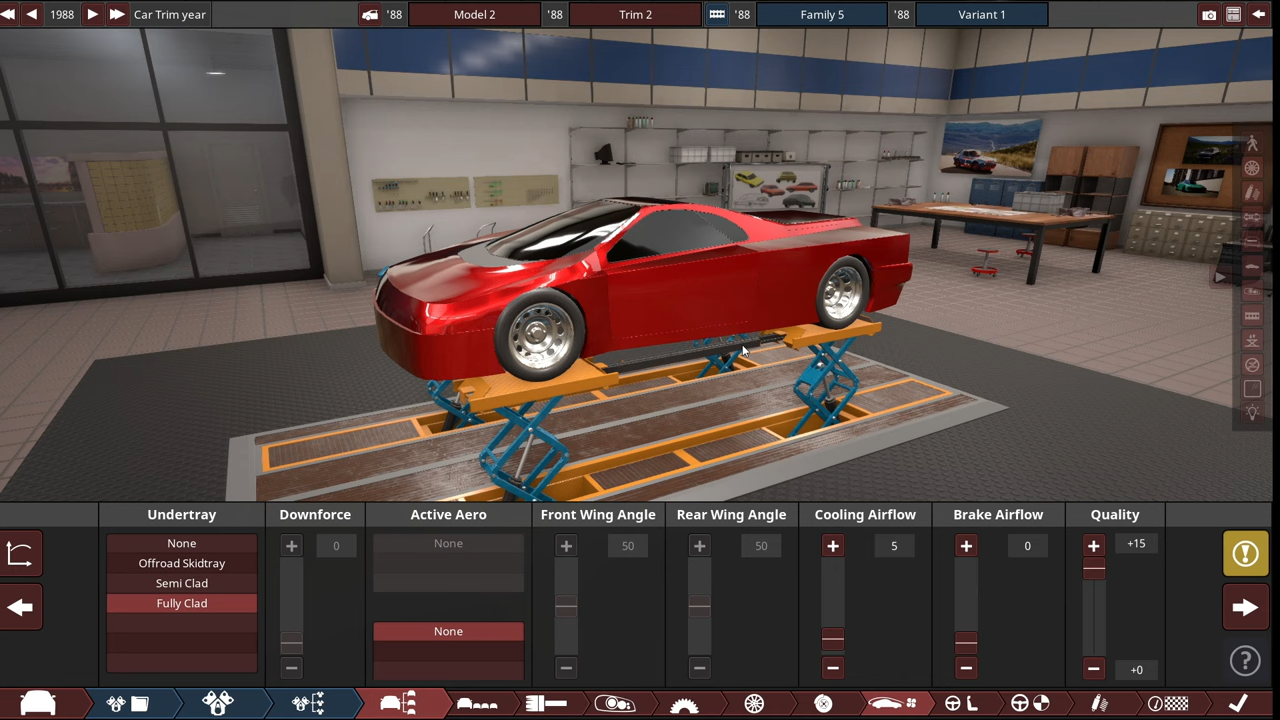 1988 Car Trim year '88 Model 2 '88 Trim 2 '88 Family 5 '88 Variant 1
Undertray Downforce Active Aero Front Wing Angle Rear Wing Angle Cooling Airflow Brake Airflow Quality
None
Offroad Skidtray
Semi Clad
Fully Clad
+ 0
−
None
None
+ 50
−
+ 50
−
+ 5
−
+ 0
−
+ +15
− +0